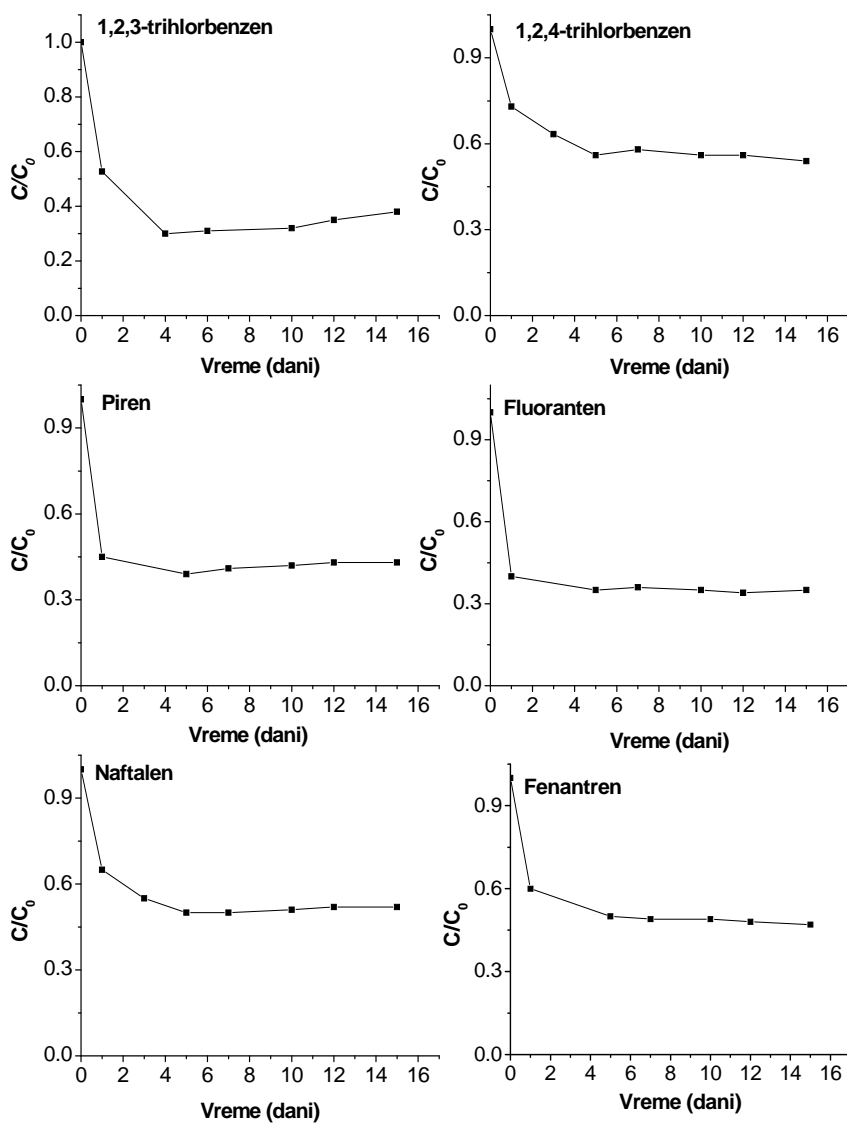 1,2,3-trihlorbenzen
1.0
0.8
0.6
0.4
0.2
0.0
C/C0
0 2 4 6 8 10 12 14 16
Vreme (dani)
1,2,4-trihlorbenzen
0.9
0.6
0.3
0.0
C/C0
0 2 4 6 8 10 12 14 16
Vreme (dani)
Piren
0.9
0.6
0.3
0.0
C/C0
0 2 4 6 8 10 12 14 16
Vreme (dani)
Fluoranten
0.9
0.6
0.3
0.0
C/C0
0 2 4 6 8 10 12 14 16
Vreme (dani)
Naftalen
0.9
0.6
0.3
0.0
C/C0
0 2 4 6 8 10 12 14 16
Vreme (dani)
Fenantren
0.9
0.6
0.3
0.0
C/C0
0 2 4 6 8 10 12 14 16
Vreme (dani)